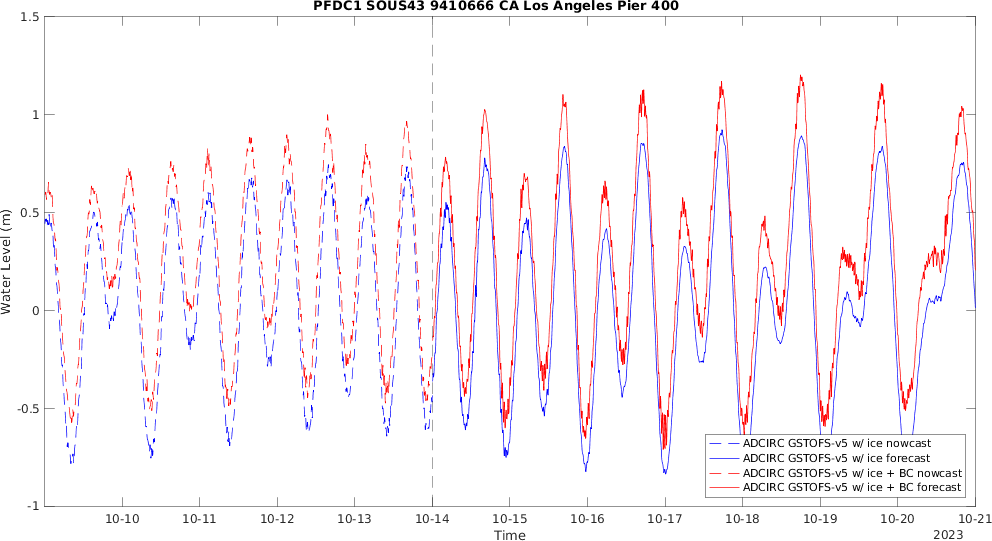 PFDC1 SOUS43 9410666 CA Los Angeles Pier 400
1.5
1
0.5
0
-0.5
-1
Water Level (m)
ADCIRC GSTOFS-v5 w/ ice nowcast
ADCIRC GSTOFS-v5 w/ ice forecast
ADCIRC GSTOFS-v5 w/ ice + BC nowcast
ADCIRC GSTOFS-v5 w/ ice + BC forecast
10-10 10-11 10-12 10-13 10-14 10-15 10-16 10-17 10-18 10-19 10-20 10-21
Time
2023